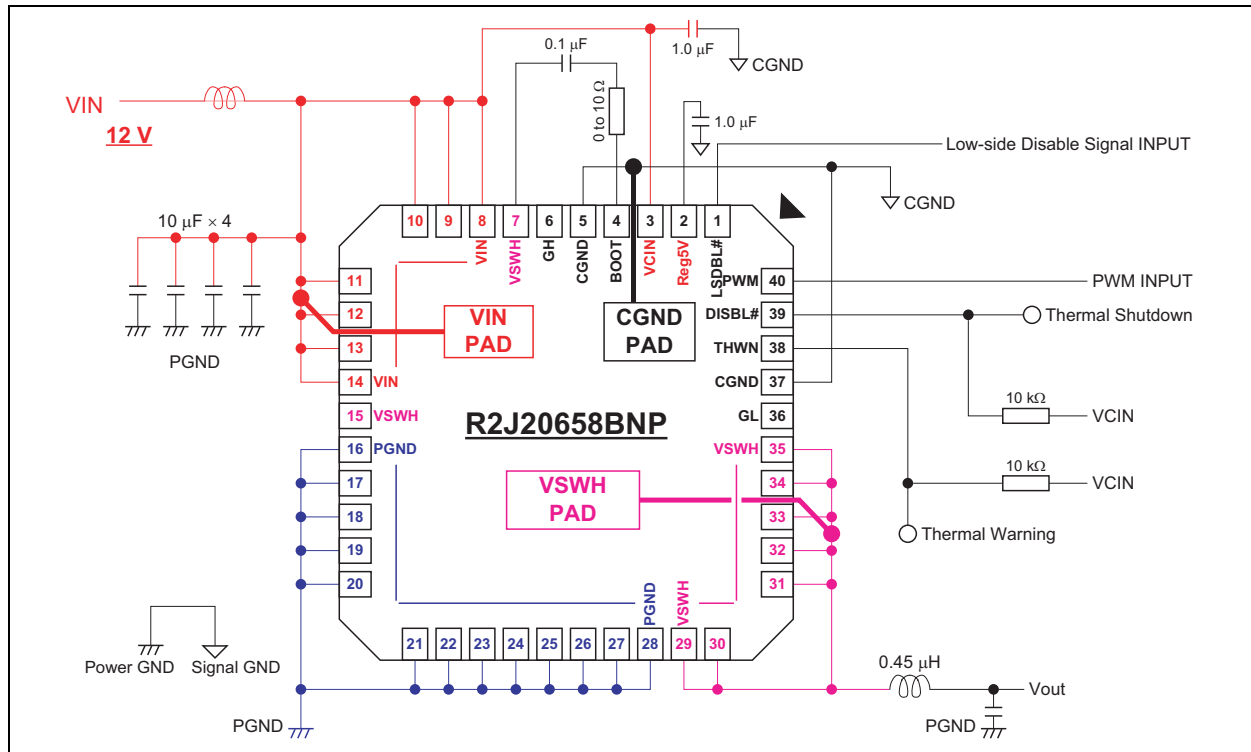 1.0 µF
CGND
0.1 µF
0 to 10 Ω
1.0 µF
VIN
12 V
Low-side Disable Signal INPUT
CGND
10 9 8 7 6 5 4 3 2 1
VIN
VSWH
GH
CGND
BOOT
VCIN
Reg5V
LSDBL#
10 µF × 4
PGND
11
12
13
14 VIN
15 VSWH
16 PGND
17
18
19
20
VIN
PAD
CGND
PAD
R2J20658BNP
VSWH
PAD
PWM 40
PWM INPUT
DISBL# 39
Thermal Shutdown
THWN 38
CGND 37
10 kΩ
VCIN
GL 36
VSWH 35
10 kΩ
VCIN
34
33
Thermal Warning
32
31
PGND
VSWH
21 22 23 24 25 26 27 28 29 30
Power GND
Signal GND
PGND
0.45 µH
Vout
PGND